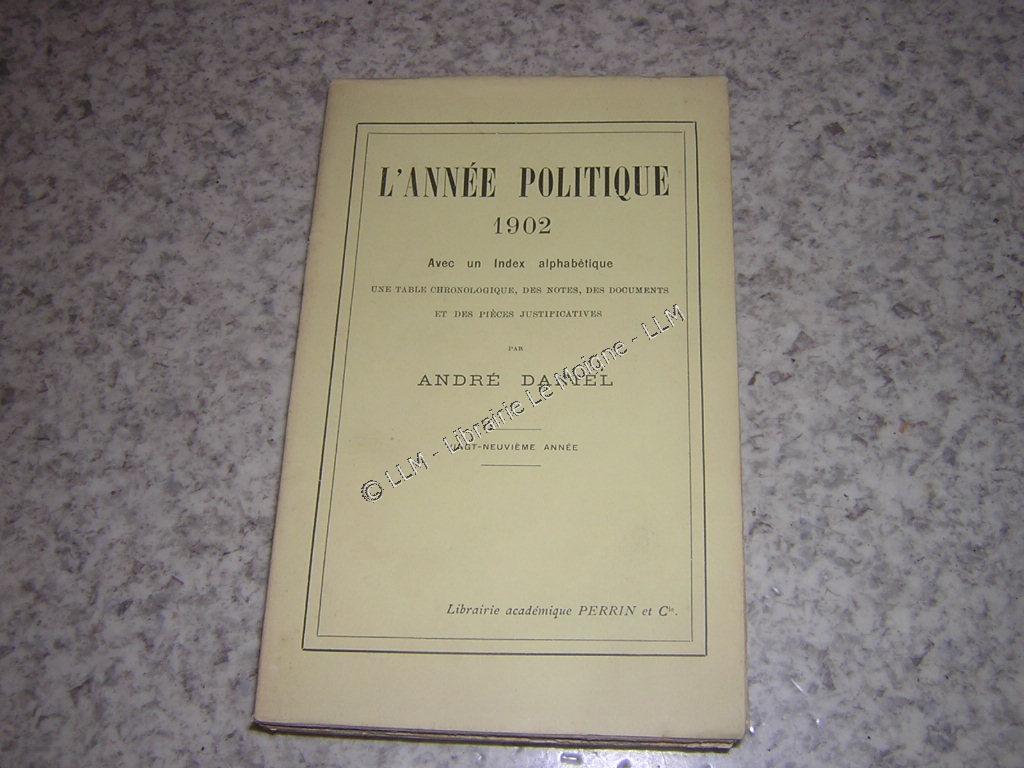 L'ANNÉE POLITIQUE
1902
Avec un Index alphabétique
UNE TABLE CHRONOLOGIQUE, DES NOTES, DES DOCUMENTS
ET DES PIÈCES JUSTIFICATIVES
PAR
ANDRÉ DANIEL
VINGT-NEUVIÈME ANNÉE
Librairie académique PERRIN et Cie.
© LLM - Librairie Le Moigne - LLM